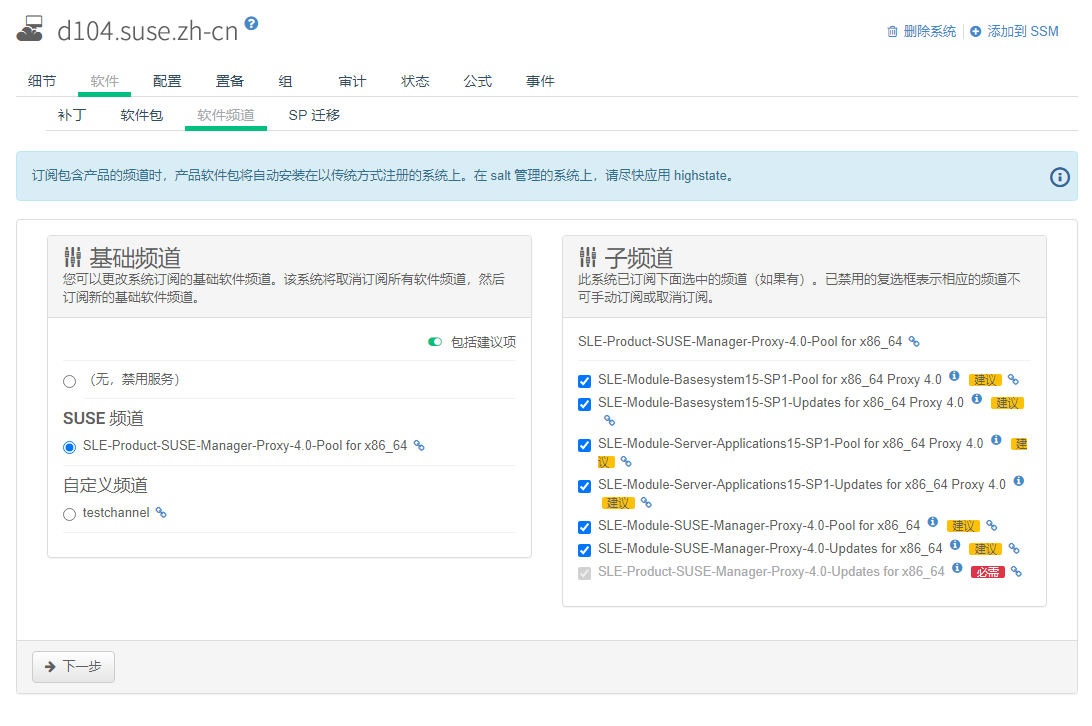 d104.suse.zh-cn
删除系统 添加到 SSM
细节 软件 配置 置备 组 审计 状态 公式 事件
补丁 软件包 软件频道 SP 迁移
订阅包含产品的频道时，产品软件包将自动安装在以传统方式注册的系统上。在 salt 管理的系统上，请尽快应用 highstate。
基础频道
您可以更改系统订阅的基础软件频道。该系统将取消订阅所有软件频道，然后
订阅新的基础软件频道。
包括建议项
（无，禁用服务）
SUSE 频道
SLE-Product-SUSE-Manager-Proxy-4.0-Pool for x86_64
自定义频道
testchannel
子频道
此系统已订阅下面选中的频道（如果有）。已禁用的复选框表示相应的频道不
可手动订阅或取消订阅。
SLE-Product-SUSE-Manager-Proxy-4.0-Pool for x86_64
SLE-Module-Basesystem15-SP1-Pool for x86_64 Proxy 4.0 建议
SLE-Module-Basesystem15-SP1-Updates for x86_64 Proxy 4.0 建议
SLE-Module-Server-Applications15-SP1-Pool for x86_64 Proxy 4.0 建
议
SLE-Module-Server-Applications15-SP1-Updates for x86_64 Proxy 4.0
建议
SLE-Module-SUSE-Manager-Proxy-4.0-Pool for x86_64 建议
SLE-Module-SUSE-Manager-Proxy-4.0-Updates for x86_64 建议
SLE-Product-SUSE-Manager-Proxy-4.0-Updates for x86_64 必需
下一步